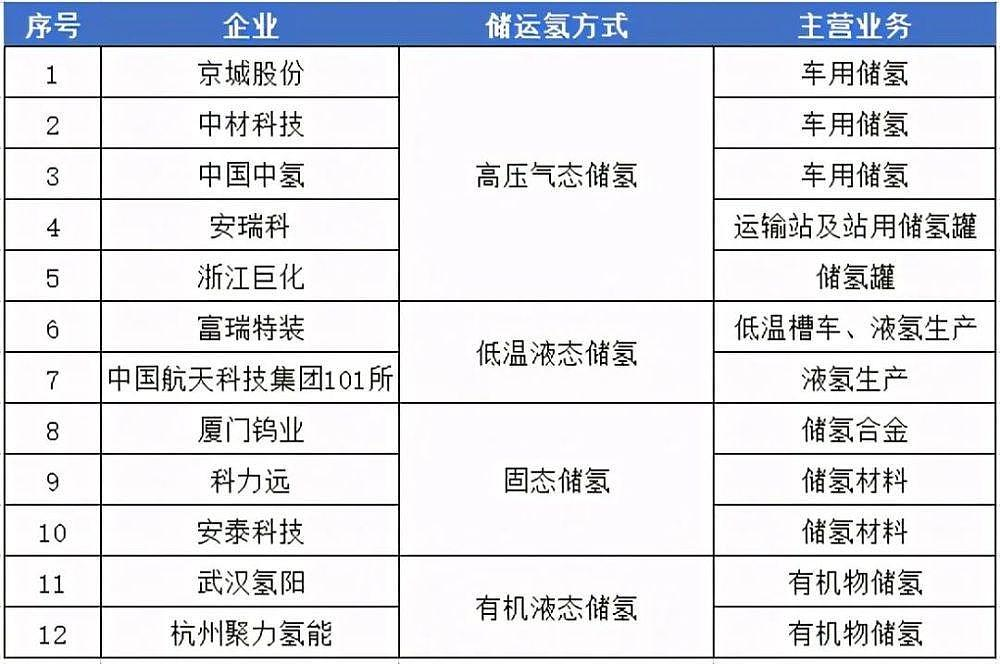 序号 企业 储运氢方式 主营业务
1 京城股份 高压气态储氢 车用储氢
2 中材科技 车用储氢
3 中国中氢 车用储氢
4 安瑞科 运输站及站用储氢罐
5 浙江巨化 储氢罐
6 富瑞特装 低温液态储氢 低温槽车、液氢生产
7 中国航天科技集团101所 液氢生产
8 厦门钨业 固态储氢 储氢合金
9 科力远 储氢材料
10 安泰科技 储氢材料
11 武汉氢阳 有机液态储氢 有机物储氢
12 杭州聚力氢能 有机物储氢